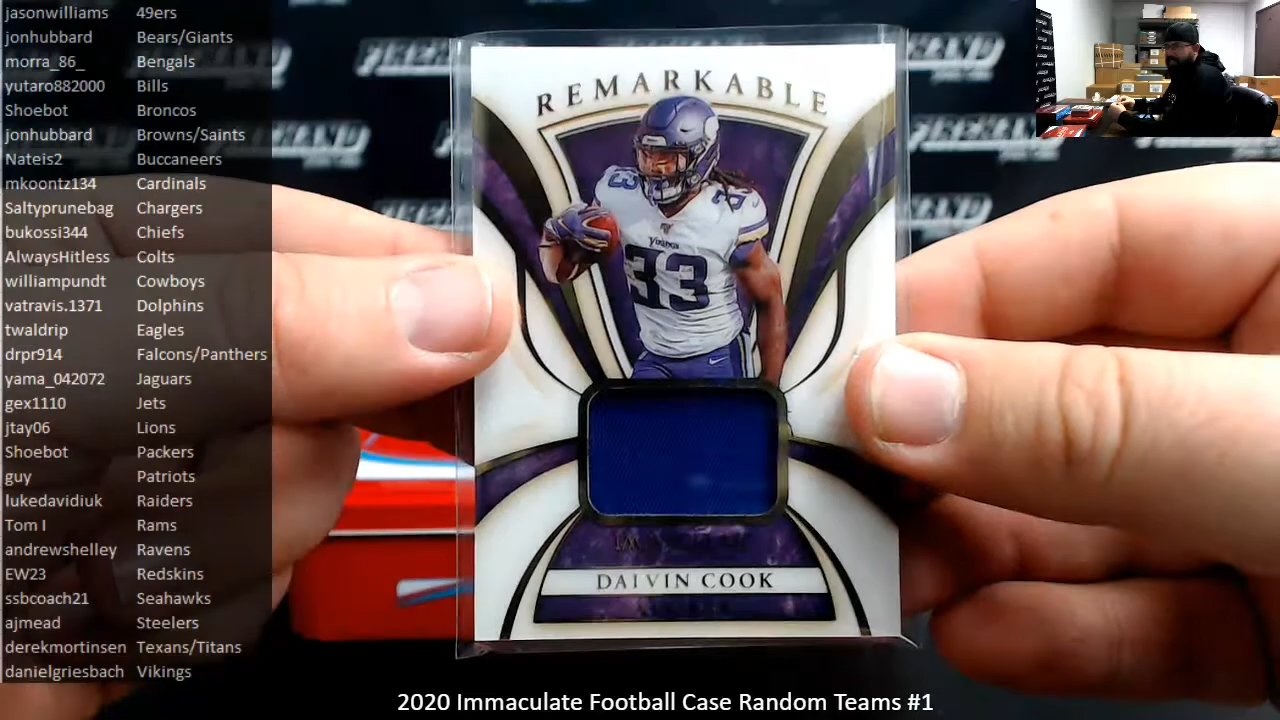 jasonwilliams 49ers
jonhubbard Bears/Giants
morra_86_ Bengals
yutaro882000 Bills
Shoebot Broncos
jonhubbard Browns/Saints
Nateis2 Buccaneers
mkoontz134 Cardinals
Saltyprunebag Chargers
bukossi344 Chiefs
AlwaysHitless Colts
williampundt Cowboys
vatravis.1371 Dolphins
twaldrip Eagles
drpr914 Falcons/Panthers
yama_042072 Jaguars
gex1110 Jets
jtay06 Lions
Shoebot Packers
guy Patriots
lukedavidiuk Raiders
Tom I Rams
andrewshelley Ravens
EW23 Redskins
ssbcoach21 Seahawks
ajmead Steelers
derekmortinsen Texans/Titans
danielgriesbach Vikings
REMARKABLE
33
VIKINGS
33
DALVIN COOK
2020 Immaculate Football Case Random Teams #1